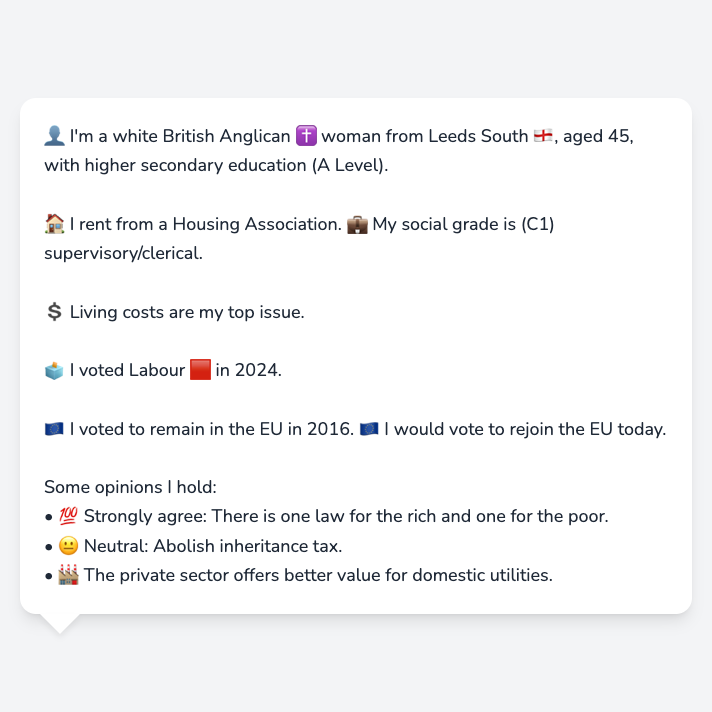 👤 I'm a white British Anglican ✝️ woman from Leeds South 🏴󠁧󠁢󠁥󠁮󠁧󠁿, aged 45,
with higher secondary education (A Level).
🏠 I rent from a Housing Association. 💼 My social grade is (C1)
supervisory/clerical.
💲 Living costs are my top issue.
🗳️ I voted Labour 🟥 in 2024.
🇪🇺 I voted to remain in the EU in 2016. 🇪🇺 I would vote to rejoin the EU today.
Some opinions I hold:
• 💯 Strongly agree: There is one law for the rich and one for the poor.
• 😐 Neutral: Abolish inheritance tax.
• 🏭 The private sector offers better value for domestic utilities.